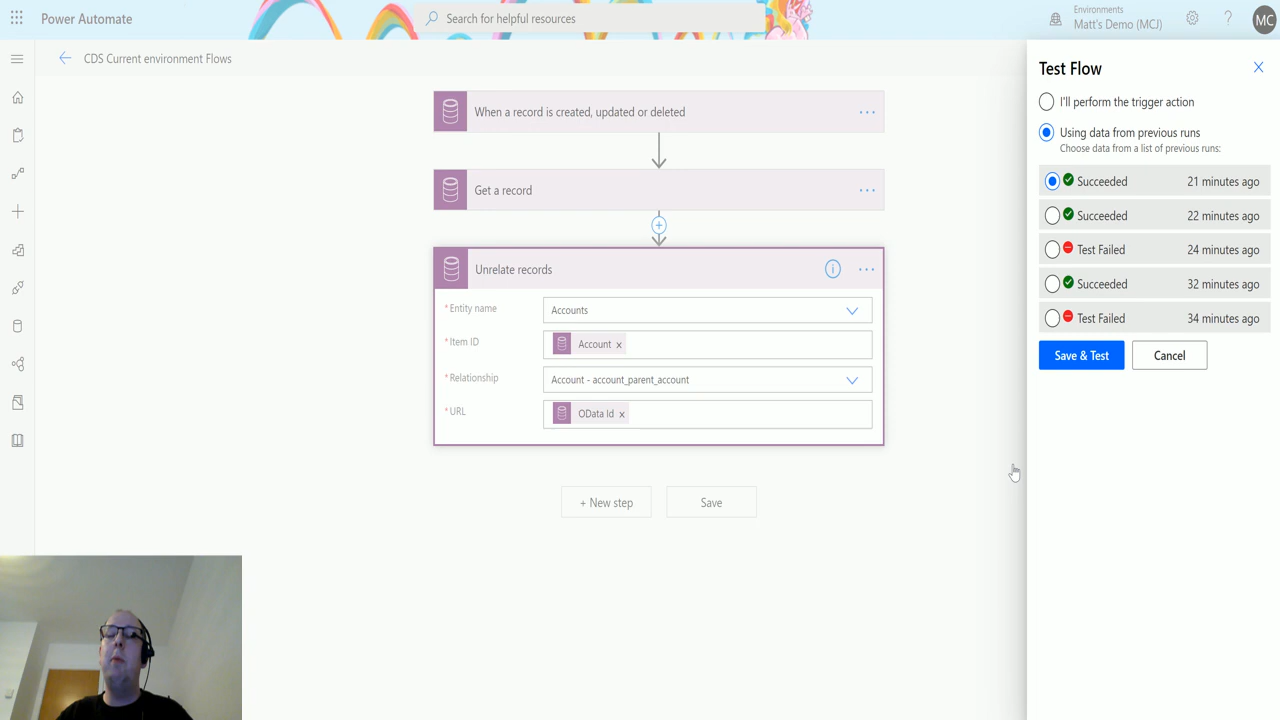 Power Automate
Search for helpful resources
Environments
Matt's Demo (MCJ)
?
MC
CDS Current environment Flows
When a record is created, updated or deleted
Get a record
Unrelate records
* Entity name
Accounts
* Item ID
Account x
* Relationship
Account - account_parent_account
* URL
OData Id x
+ New step
Save
Test Flow
I'll perform the trigger action
Using data from previous runs
Choose data from a list of previous runs:
Succeeded 21 minutes ago
Succeeded 22 minutes ago
Test Failed 24 minutes ago
Succeeded 32 minutes ago
Test Failed 34 minutes ago
Save & Test
Cancel